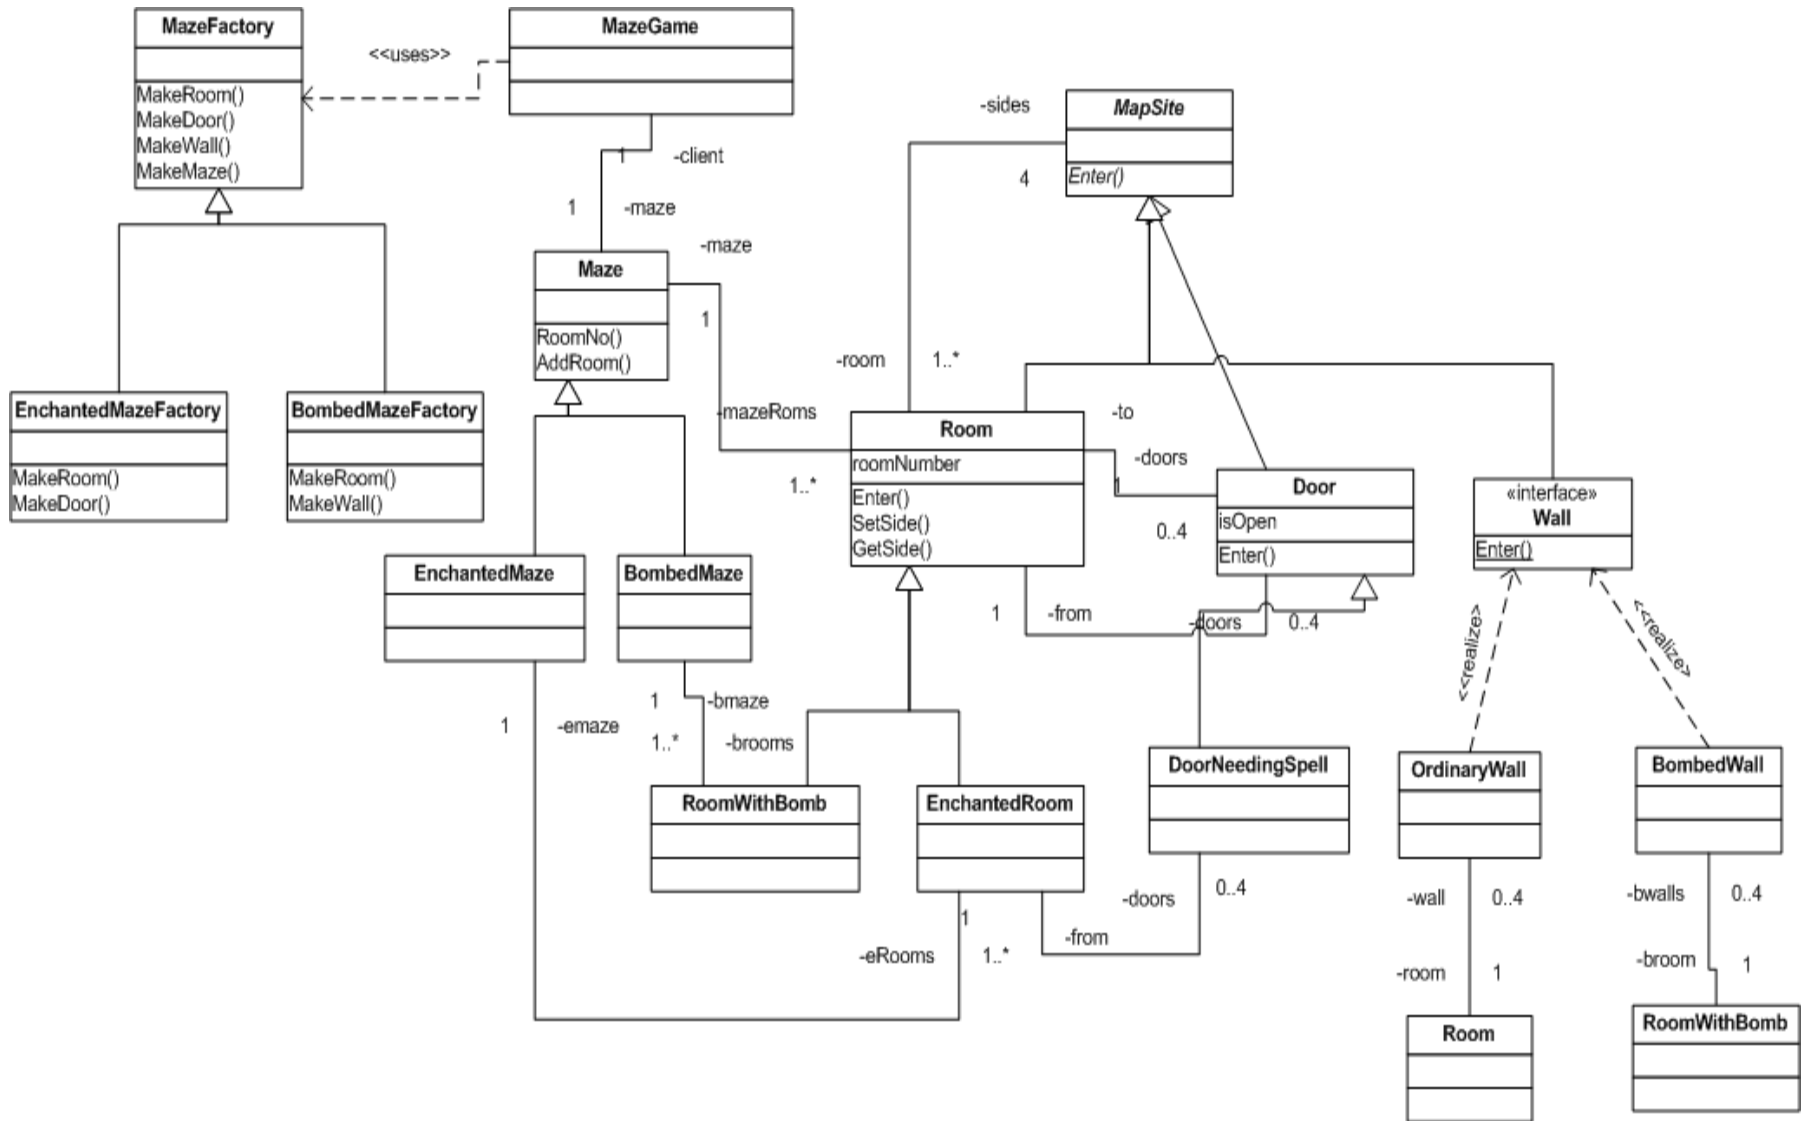 MazeFactory
MakeRoom()
MakeDoor()
MakeWall()
MakeMaze()
<<uses>>
MazeGame
1
-client
1
-maze
-maze
Maze
RoomNo()
AddRoom()
1
-mazeRoms
1..*
-sides
4
MapSite
Enter()
-room
1..*
EnchantedMazeFactory
MakeRoom()
MakeDoor()
BombedMazeFactory
MakeRoom()
MakeWall()
Room
roomNumber
Enter()
SetSide()
GetSide()
-to
-doors
1
0..4
Door
isOpen
Enter()
«interface»
Wall
Enter()
EnchantedMaze
BombedMaze
1
-from
-doors
0..4
<<realize>
<<realize>
1
-emaze
1
-bmaze
1..*
-brooms
RoomWithBomb
EnchantedRoom
DoorNeedingSpell
OrdinaryWall
BombedWall
1
-eRooms
1..*
-from
-doors
0..4
-wall
0..4
-room
1
-bwalls
0..4
-broom
1
Room
RoomWithBomb